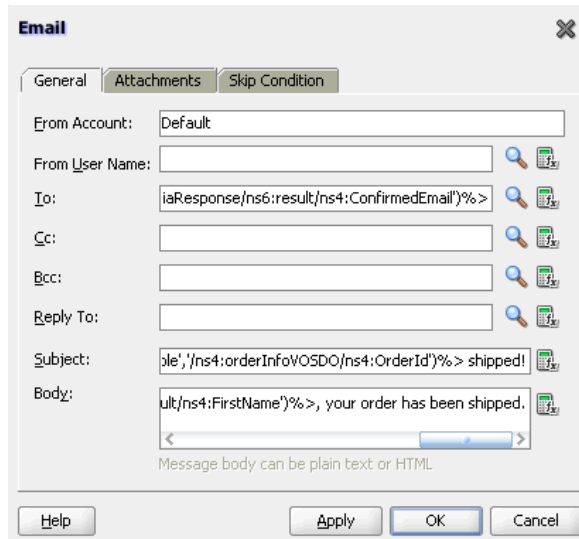 Email
General Attachments Skip Condition
From Account: Default
From User Name:
To: iaResponse/ns6:result/ns4:ConfirmedEmail')%>
Cc:
Bcc:
Reply To:
Subject: ole','/ns4:orderInfoVOSDO/ns4:OrderId')%> shipped!
Body: ult/ns4:FirstName')%>, your order has been shipped.
Message body can be plain text or HTML
Help Apply OK Cancel